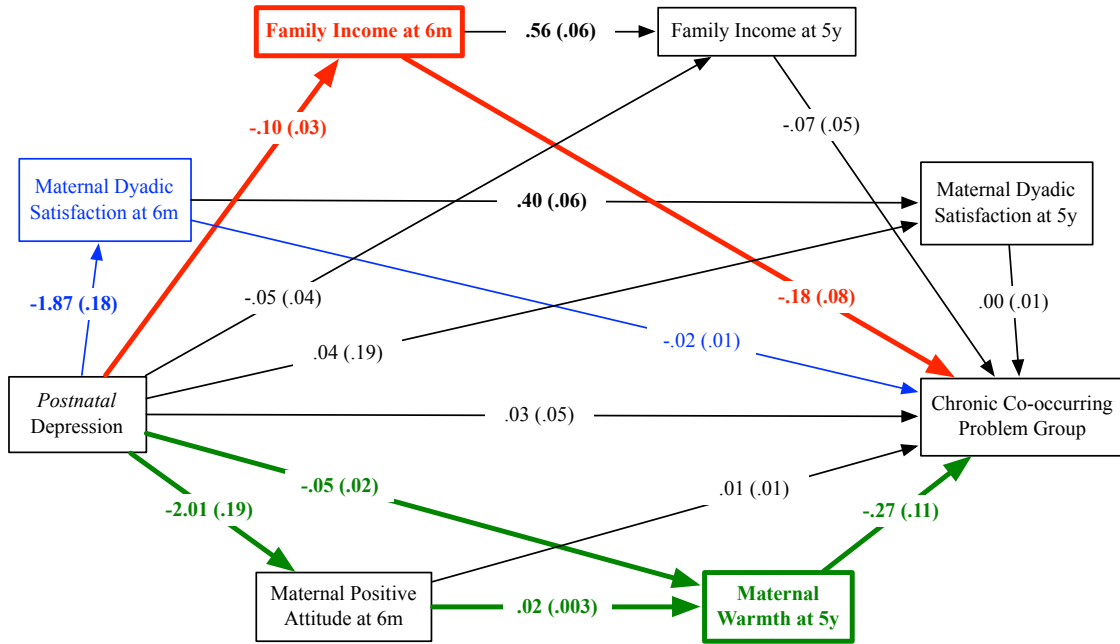 Family Income at 6m
.56 (.06)
Family Income at 5y
-.10 (.03)
-.07 (.05)
Maternal Dyadic
Satisfaction at 6m
.40 (.06)
Maternal Dyadic
Satisfaction at 5y
-1.87 (.18)
-.05 (.04)
-.18 (.08)
.00 (.01)
.04 (.19)
-.02 (.01)
Postnatal
Depression
.03 (.05)
Chronic Co-occurring
Problem Group
-.05 (.02)
-2.01 (.19)
.01 (.01)
-.27 (.11)
Maternal Positive
Attitude at 6m
.02 (.003)
Maternal
Warmth at 5y